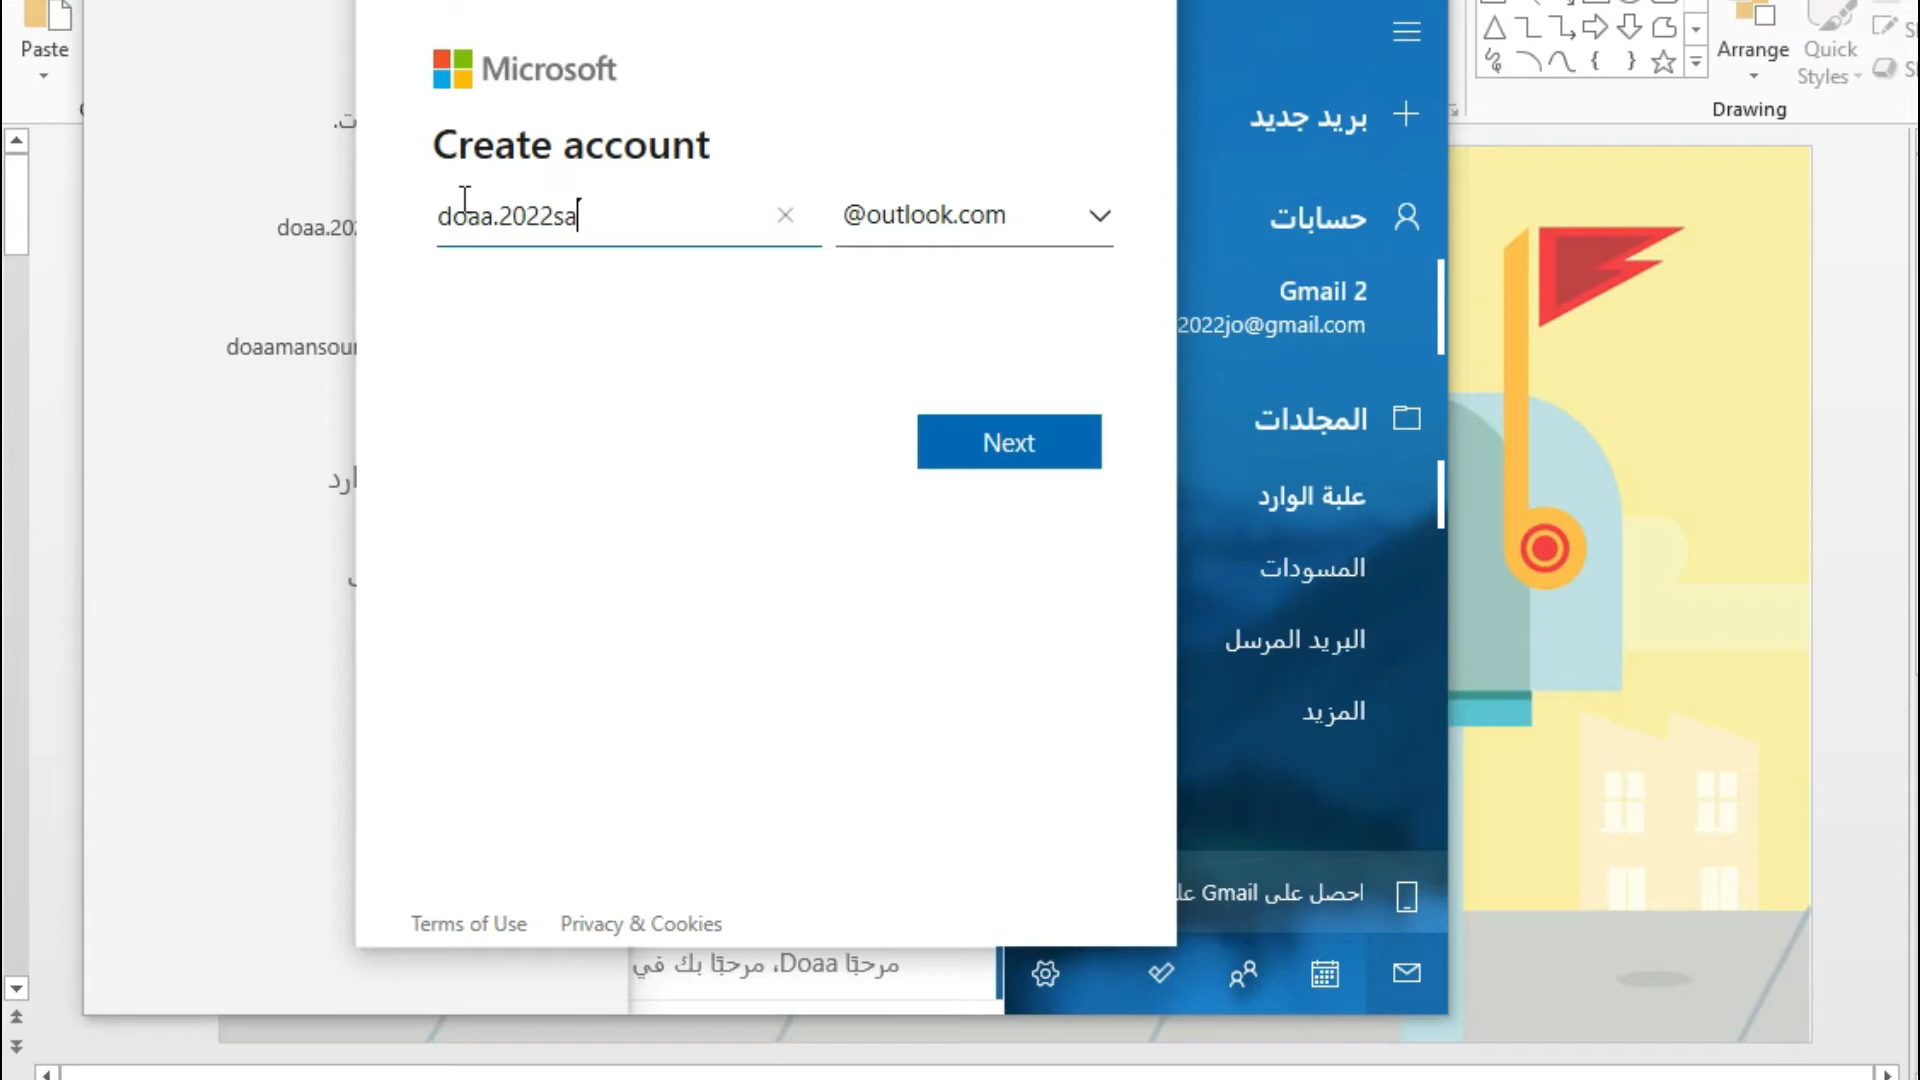 Paste
Arrange
Quick
Styles
Drawing
Microsoft
Create account
doaa.2022sa
@outlook.com
Next
Terms of Use
Privacy & Cookies
بريد جديد
حسابات
Gmail 2
2022jo@gmail.com
المجلدات
علبة الوارد
المسودات
البريد المرسل
المزيد
احصل على Gmail
doaa.202
doaamansour
مرحبًا Doaa، مرحبًا بك في